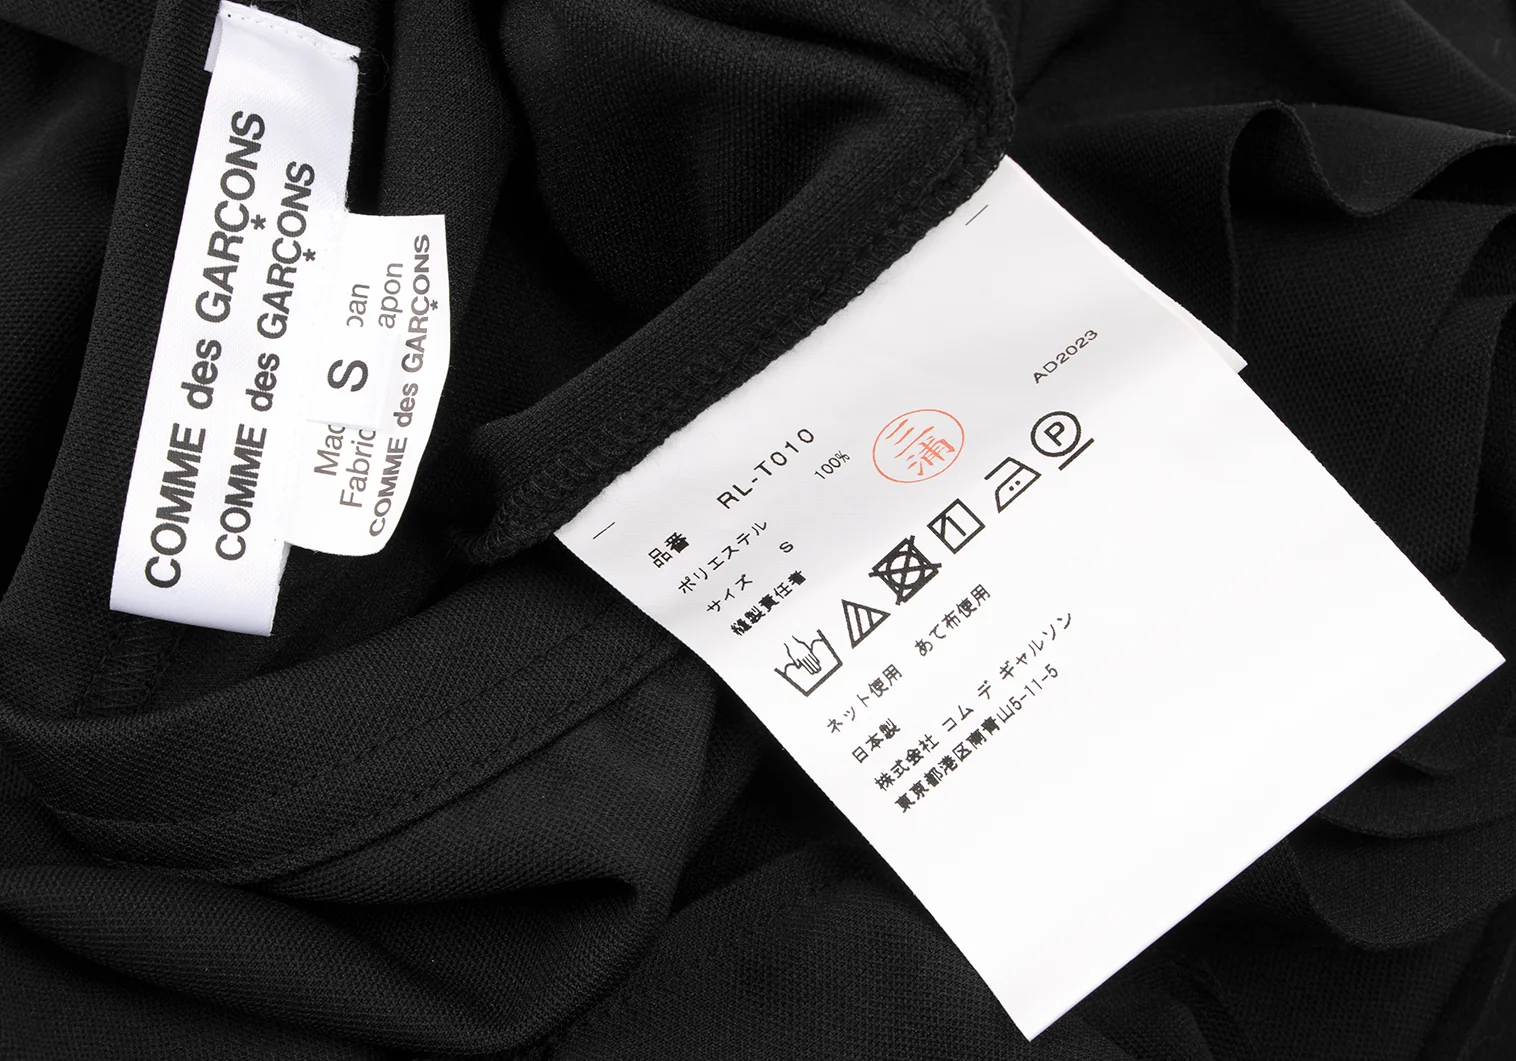 COMME des GARÇONS
*
COMME des GARÇONS
*
pan
S
Mad
apon
Fabric
COMME des GARÇONS
*
AD2023
品番 RL-T010
ポリエステル 100%
サイズ S
縫製責任者
三浦
P
1
ネット使用 あて布使用
日本製
株式会社 コム デ ギャルソン
東京都港区南青山5-11-5